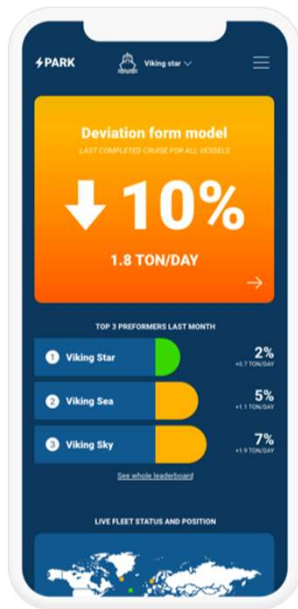 PARK
Viking star
Deviation form model
LAST COMPLETED CRUISE FOR ALL VESSELS
10%
1.8 TON/DAY
TOP 3 PREFORMERS LAST MONTH
1 Viking Star 2%
+0.7 TON/DAY
2 Viking Sea 5%
+1.1 TON/DAY
3 Viking Sky 7%
+1.9 TON/DAY
See whole leaderboard
LIVE FLEET STATUS AND POSITION